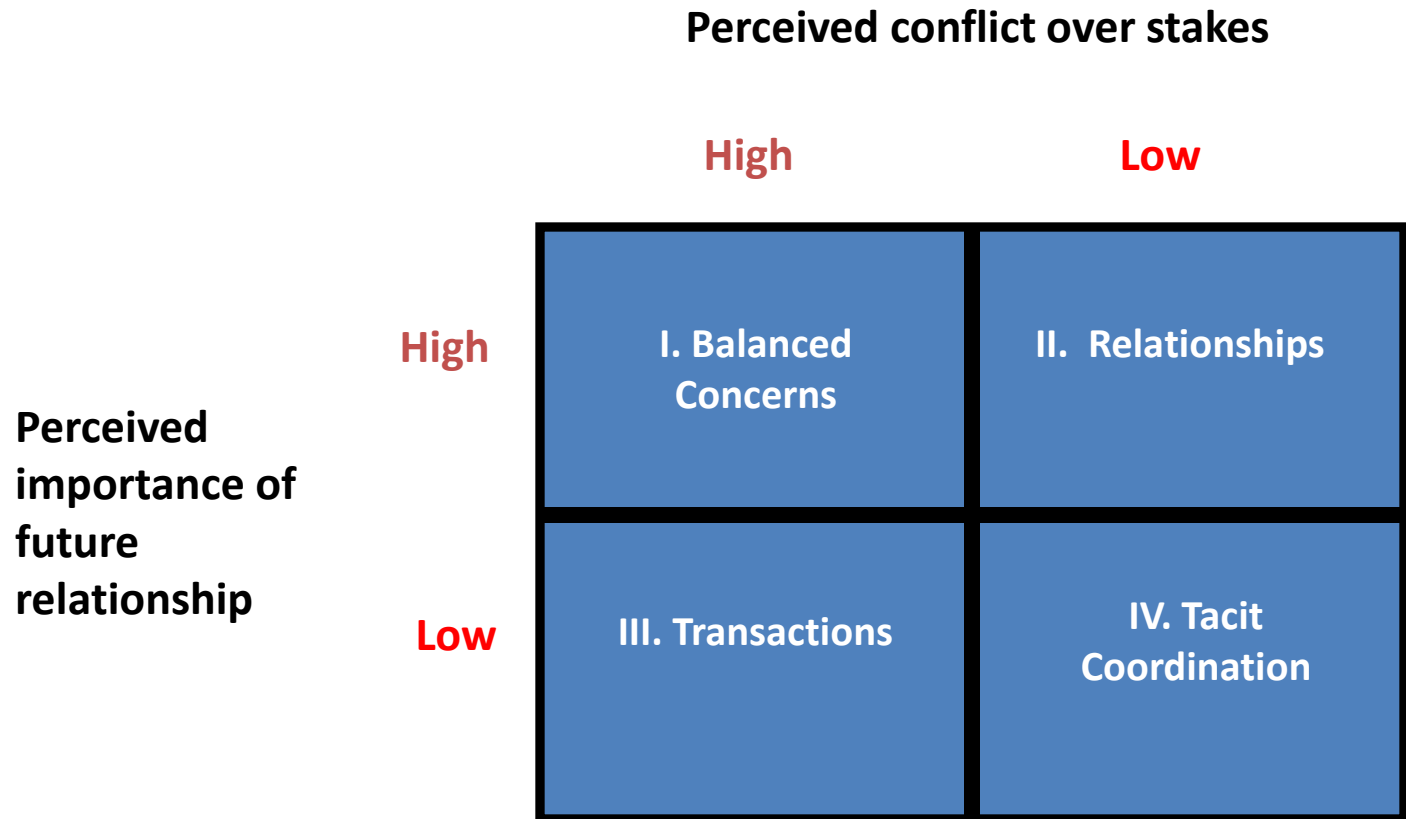 Perceived conflict over stakes
High
Low
High
I. Balanced
Concerns
II. Relationships
Perceived
importance of
future
relationship
Low
III. Transactions
IV. Tacit
Coordination